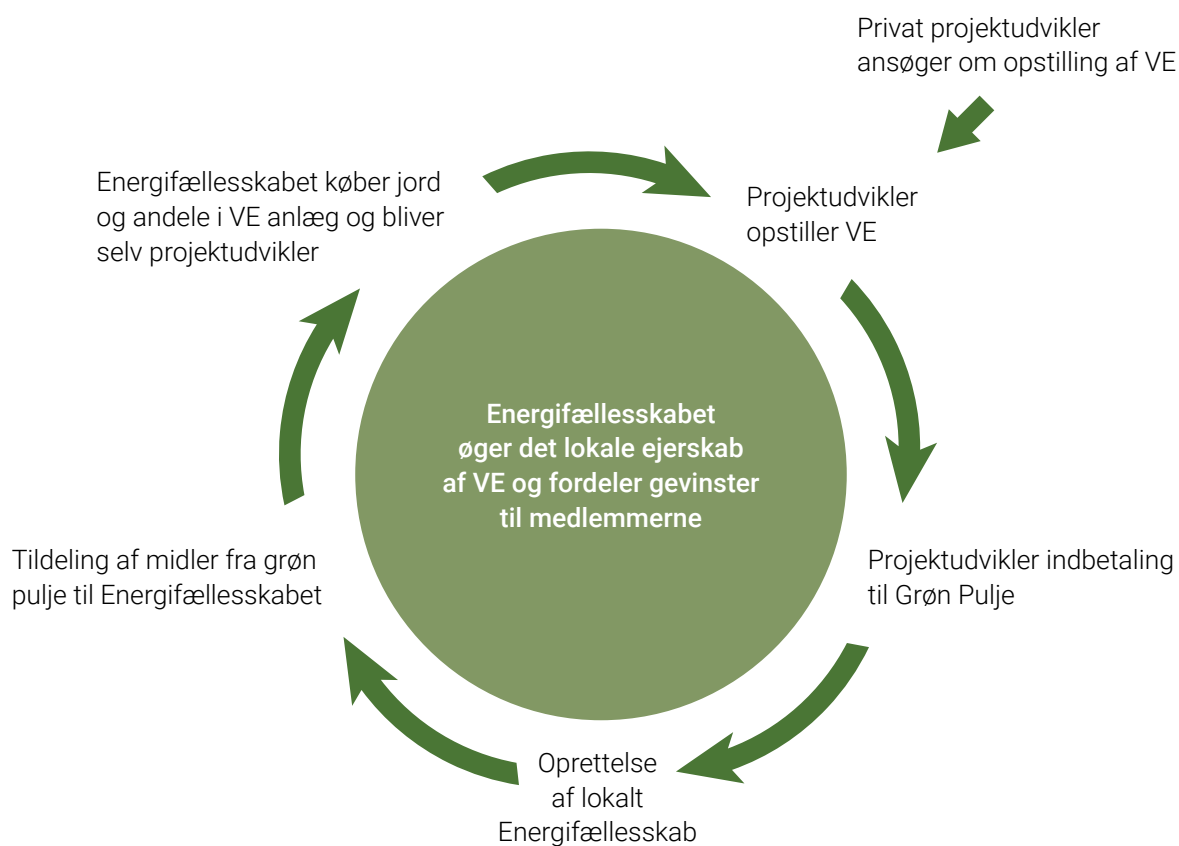 Privat projektudvikler
ansøger om opstilling af VE
Projektudvikler
opstiller VE
Projektudvikler indbetaling
til Grøn Pulje
Oprettelse
af lokalt
Energifællesskab
Tildeling af midler fra grøn
pulje til Energifællesskabet
Energifællesskabet køber jord
og andele i VE anlæg og bliver
selv projektudvikler
Energifællesskabet
øger det lokale ejerskab
af VE og fordeler gevinster
til medlemmerne